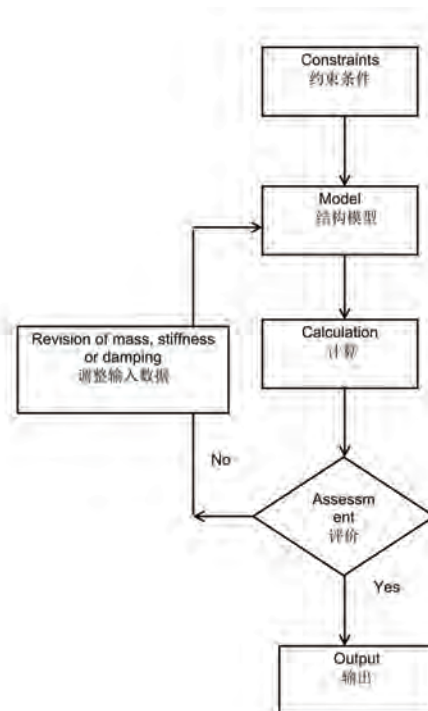 Constraints
约束条件
Model
结构模型
Calculation
计算
Revision of mass, stiffness
or damping
调整输入数据
No
Assessm
ent
评价
Yes
Output
输出